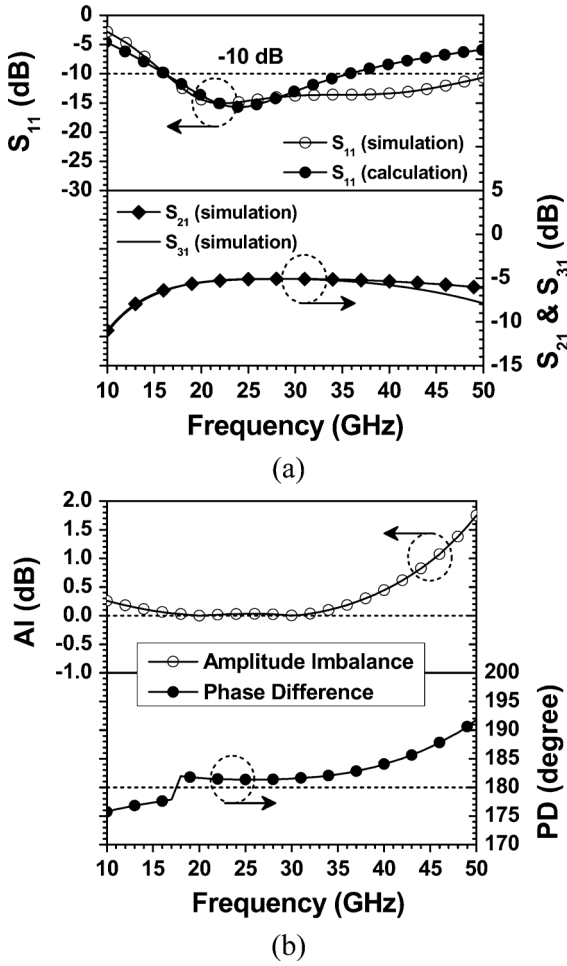 0
-5
-10
-15
-20
-25
-30
S11 (dB)
-10 dB
S11 (simulation)
S11 (calculation)
S21 (simulation)
S31 (simulation)
5
0
-5
-10
-15
S21 & S31 (dB)
10 15 20 25 30 35 40 45 50
Frequency (GHz)
(a)
2.0
1.5
1.0
0.5
0.0
-0.5
-1.0
AI (dB)
Amplitude Imbalance
Phase Difference
200
195
190
185
180
175
170
PD (degree)
10 15 20 25 30 35 40 45 50
Frequency (GHz)
(b)